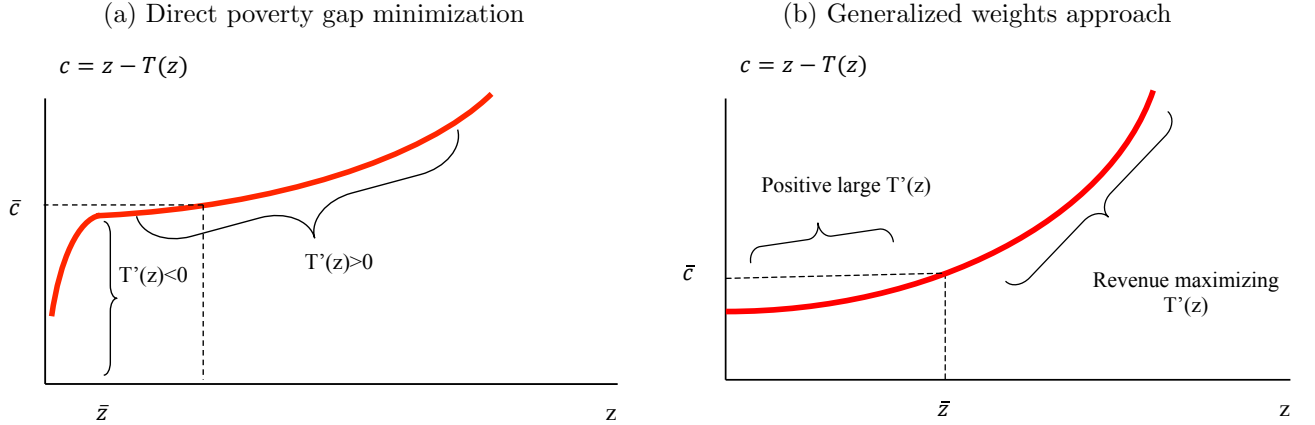 (a) Direct poverty gap minimization
c = z − T(z)
c̄
T’(z)<0
T’(z)>0
z̄
z
(b) Generalized weights approach
c = z − T(z)
Positive large T’(z)
c̄
Revenue maximizing
T’(z)
z̄
z